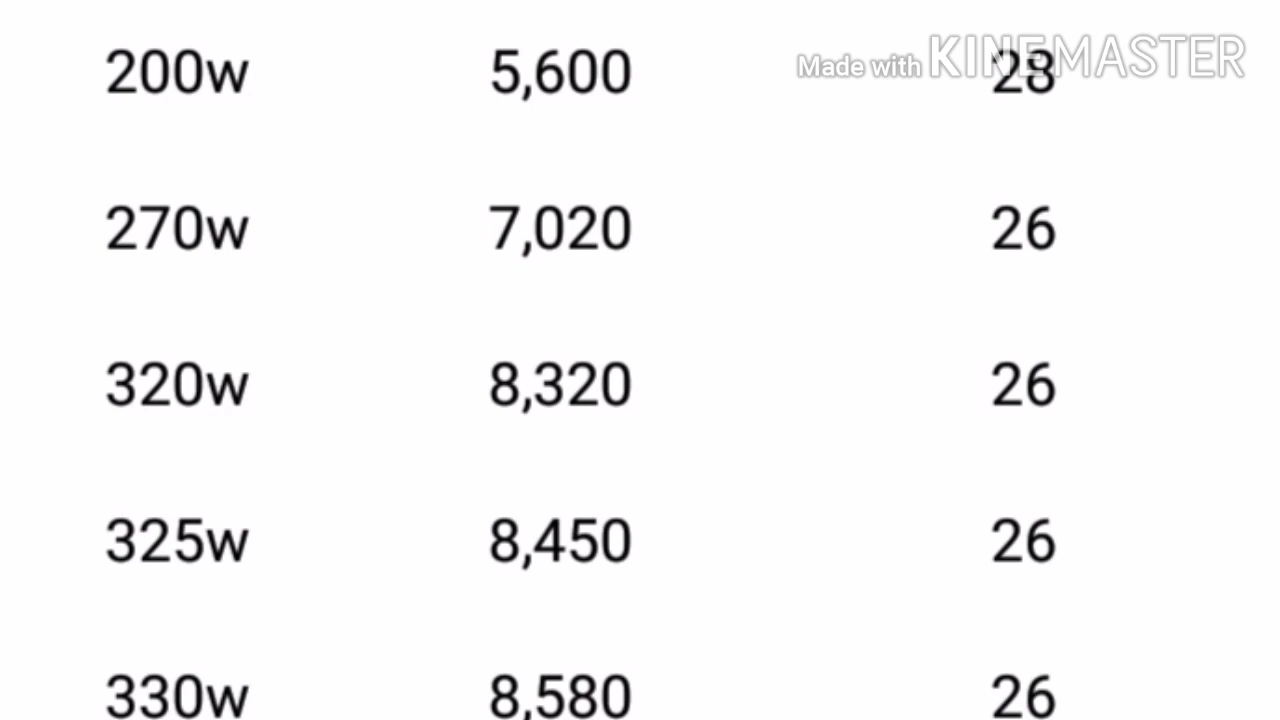 200w 5,600 28
Made with KINEMASTER
270w 7,020 26
320w 8,320 26
325w 8,450 26
330w 8,580 26